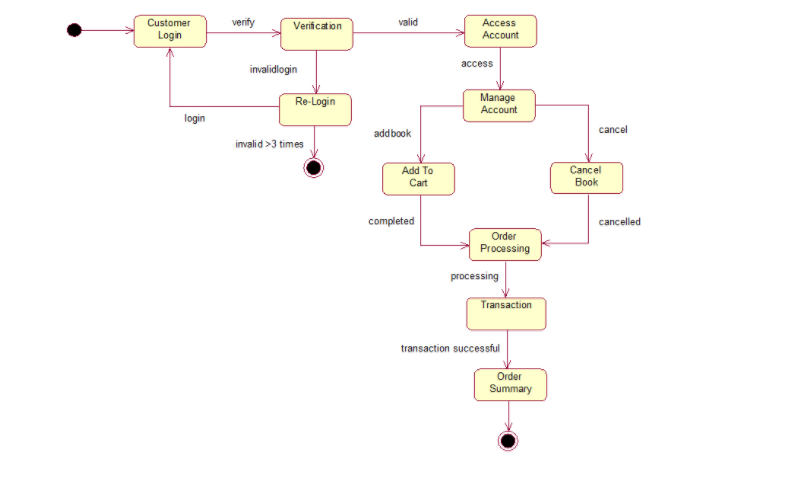 Customer
Login
verify
Verification
valid
Access
Account
invalidlogin
access
Re-Login
login
invalid >3 times
Manage
Account
addbook
cancel
Add To
Cart
Cancel
Book
completed
cancelled
Order
Processing
processing
Transaction
transaction successful
Order
Summary